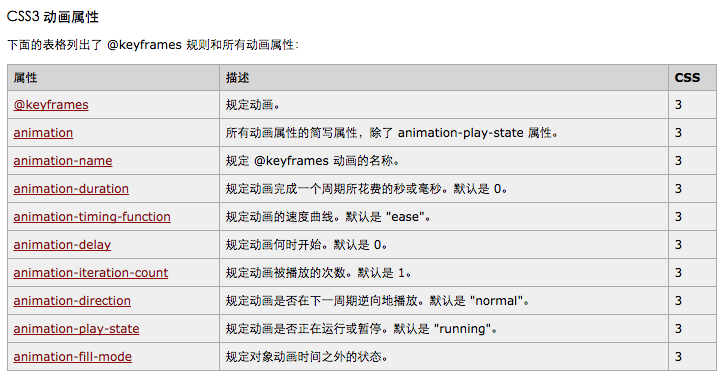 CSS3 动画属性
下面的表格列出了 @keyframes 规则和所有动画属性：
属性 描述 CSS
@keyframes 规定动画。 3
animation 所有动画属性的简写属性，除了 animation-play-state 属性。 3
animation-name 规定 @keyframes 动画的名称。 3
animation-duration 规定动画完成一个周期所花费的秒或毫秒。默认是 0。 3
animation-timing-function 规定动画的速度曲线。默认是 "ease"。 3
animation-delay 规定动画何时开始。默认是 0。 3
animation-iteration-count 规定动画被播放的次数。默认是 1。 3
animation-direction 规定动画是否在下一周期逆向地播放。默认是 "normal"。 3
animation-play-state 规定动画是否正在运行或暂停。默认是 "running"。 3
animation-fill-mode 规定对象动画时间之外的状态。 3